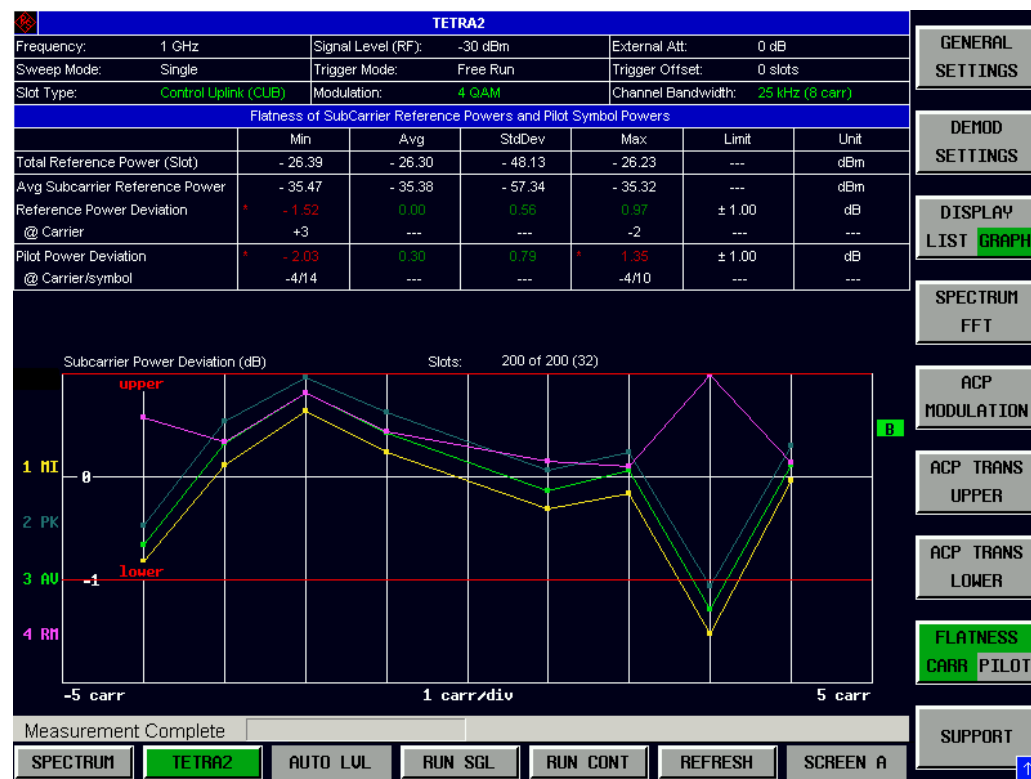 TETRA2
Frequency: 1 GHz Signal Level (RF): -30 dBm External Att: 0 dB
Sweep Mode: Single Trigger Mode: Free Run Trigger Offset: 0 slots
Slot Type: Control Uplink (CUB) Modulation: 4 QAM Channel Bandwidth: 25 kHz (8 carr)
Flatness of SubCarrier Reference Powers and Pilot Symbol Powers
Min Avg StdDev Max Limit Unit
Total Reference Power (Slot) - 26.39 - 26.30 - 48.13 - 26.23 --- dBm
Avg Subcarrier Reference Power - 35.47 - 35.38 - 57.34 - 35.32 --- dBm
Reference Power Deviation * - 1.52 0.00 0.56 0.97 ± 1.00 dB
@ Carrier +3 --- --- -2 --- ---
Pilot Power Deviation * - 2.03 0.30 0.79 * 1.35 ± 1.00 dB
@ Carrier/symbol -4/14 --- --- -4/10 --- ---
Subcarrier Power Deviation (dB) Slots: 200 of 200 (32)
upper
B
1 MI
0
2 PK
lower
3 AV
-1
4 RM
-5 carr 1 carr/div 5 carr
Measurement Complete
SPECTRUM TETRA2 AUTO LVL RUN SGL RUN CONT REFRESH SCREEN A
GENERAL
SETTINGS
DEMOD
SETTINGS
DISPLAY
LIST GRAPH
SPECTRUM
FFT
ACP
MODULATION
ACP TRANS
UPPER
ACP TRANS
LOWER
FLATNESS
CARR PILOT
SUPPORT